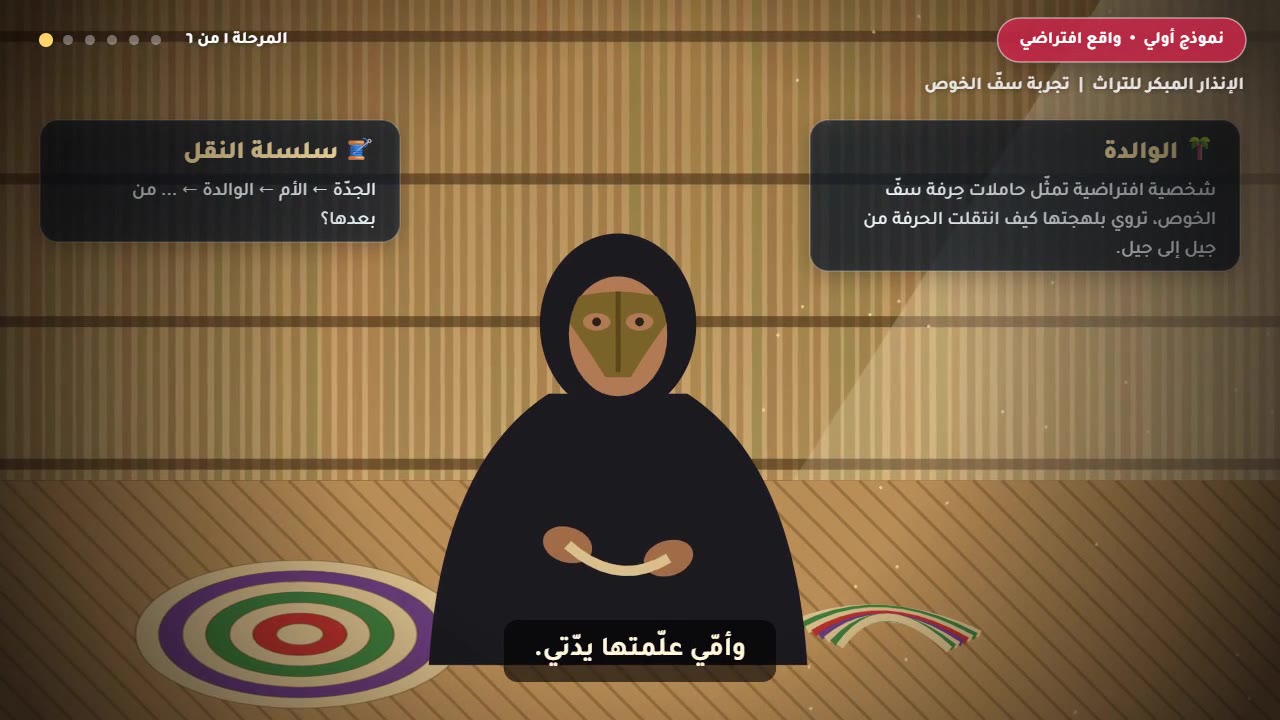 نموذج أولي • واقع افتراضي
المرحلة ١ من ٦
الإنذار المبكر للتراث | تجربة سفّ الخوص
🌴 الوالدة
شخصية افتراضية تمثّل حاملات حِرفة سفّ
الخوص، تروي بلهجتها كيف انتقلت الحرفة من
جيل إلى جيل.
🧵 سلسلة النقل
الجدّة ← الأم ← الوالدة ← ... من
بعدها؟
وأمّي علّمتها يدّتي.